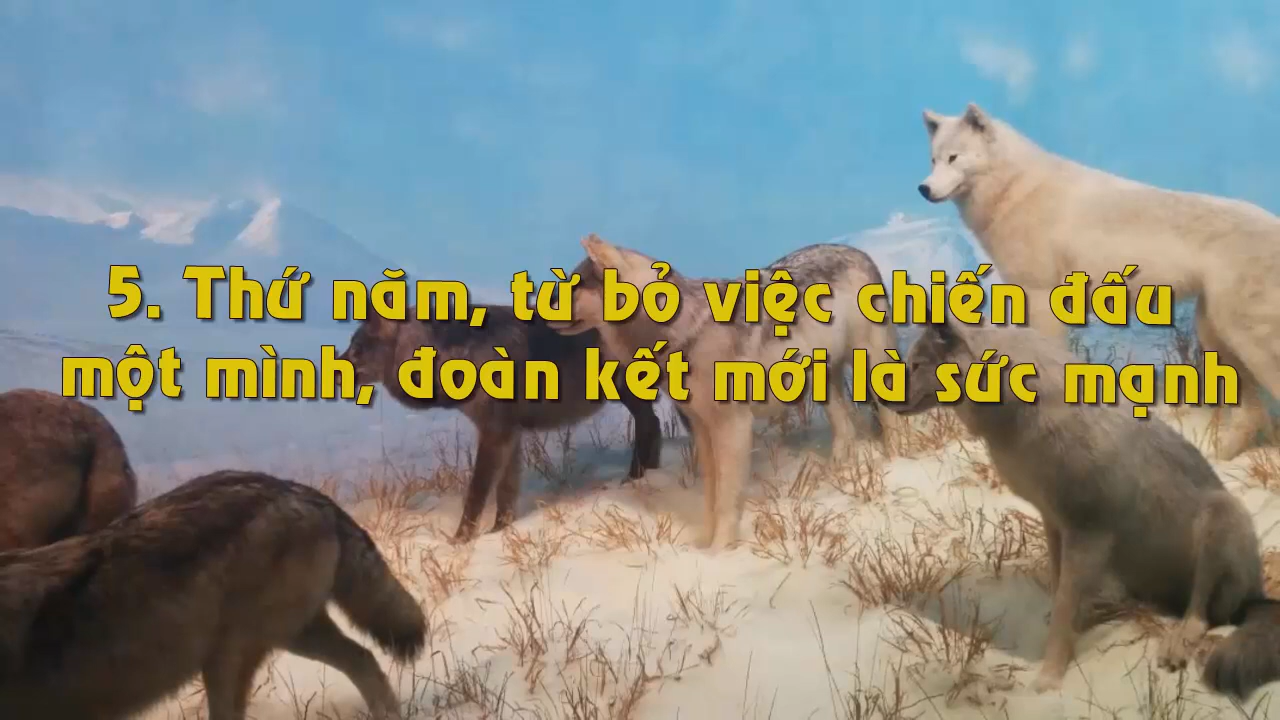 5. Thứ năm, từ bỏ việc chiến đấu
một mình, đoàn kết mới là sức mạnh